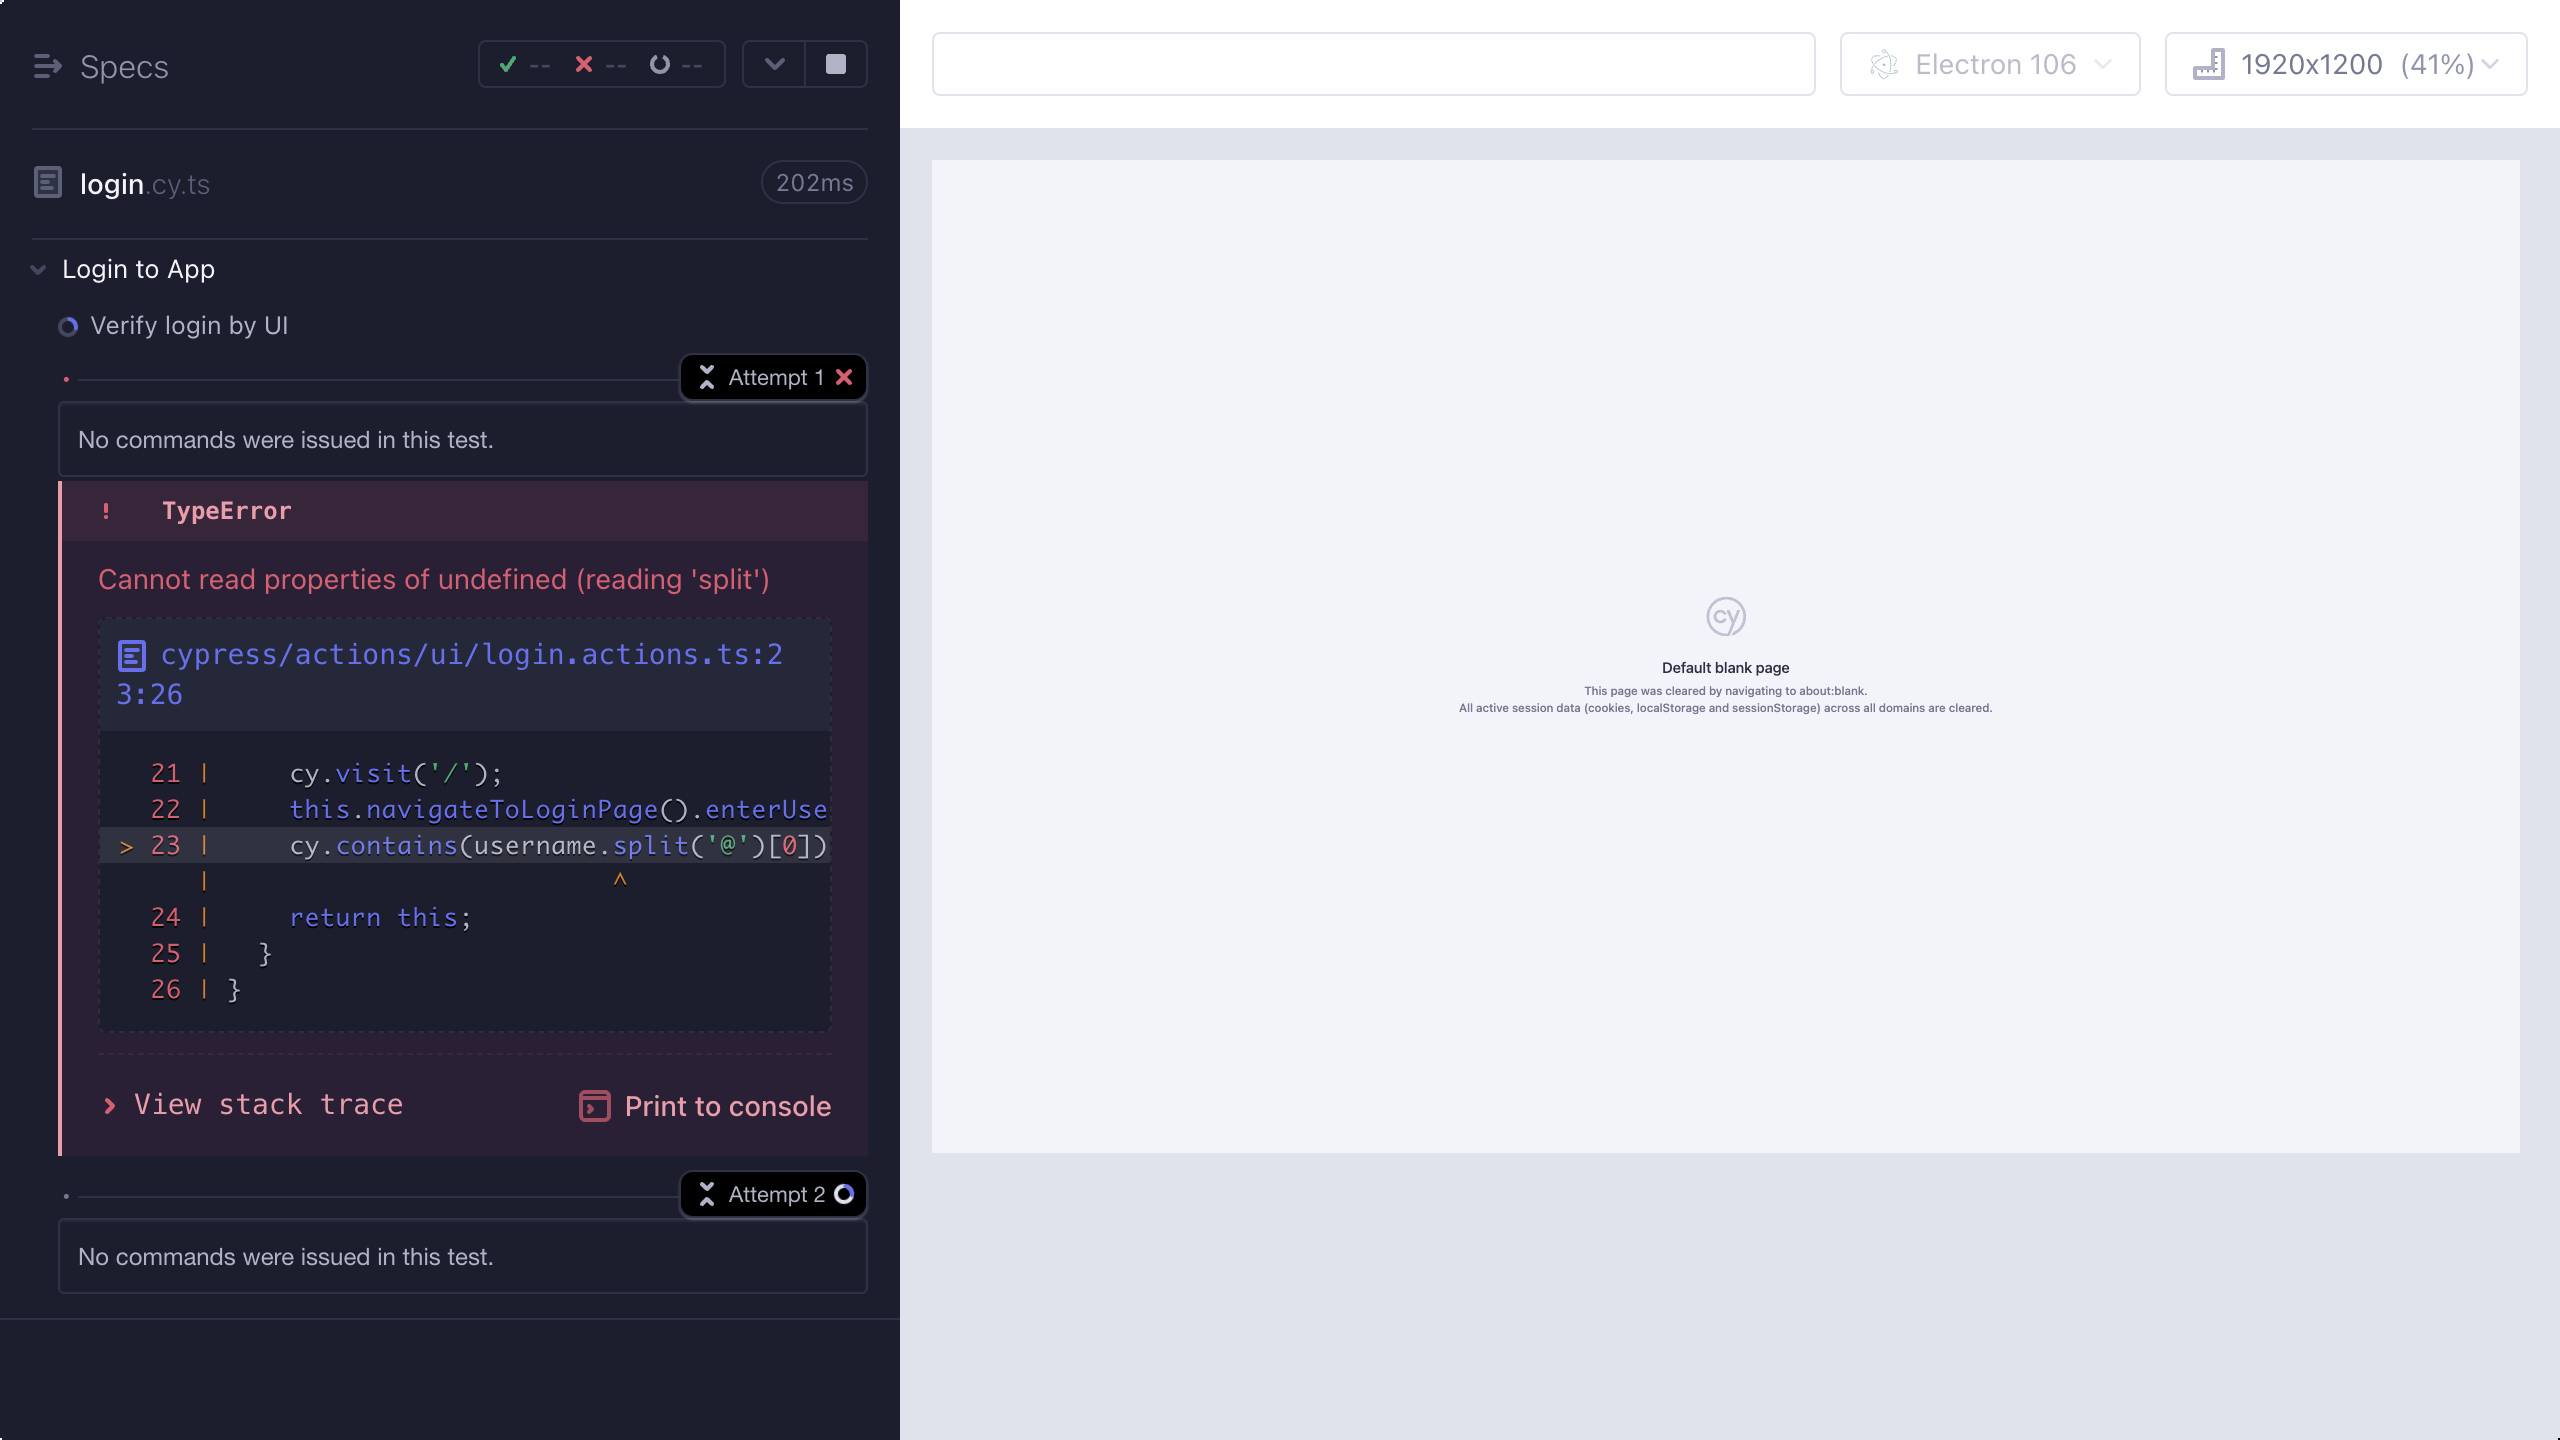 Specs
-- -- --
login.cy.ts
202ms
Login to App
Verify login by UI
Attempt 1
No commands were issued in this test.
! TypeError
Cannot read properties of undefined (reading 'split')
cypress/actions/ui/login.actions.ts:2
3:26
21 | cy.visit('/');
22 | this.navigateToLoginPage().enterUse
> 23 | cy.contains(username.split('@')[0])
| ^
24 | return this;
25 | }
26 | }
View stack trace
Print to console
Attempt 2
No commands were issued in this test.
Electron 106
1920x1200 (41%)
cy
Default blank page
This page was cleared by navigating to about:blank.
All active session data (cookies, localStorage and sessionStorage) across all domains are cleared.